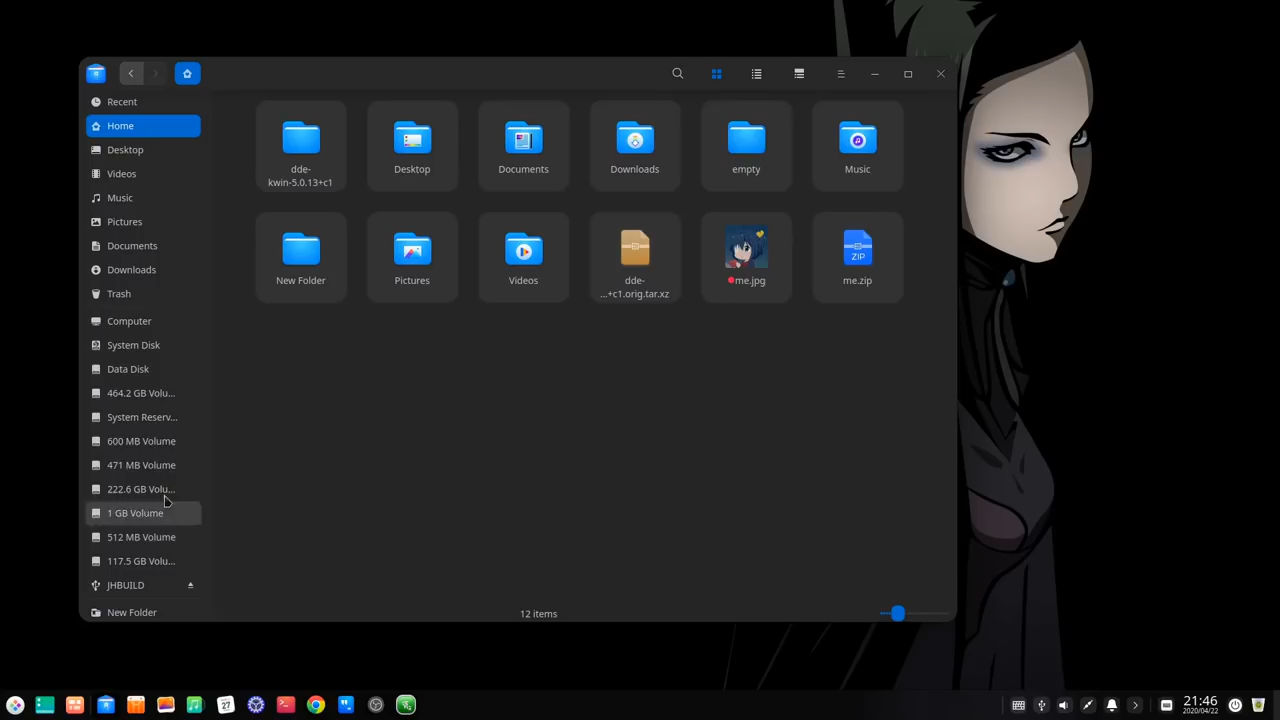 Recent
Home
Desktop
Videos
Music
Pictures
Documents
Downloads
Trash
Computer
System Disk
Data Disk
464.2 GB Volu...
System Reserv...
600 MB Volume
471 MB Volume
222.6 GB Volu...
1 GB Volume
512 MB Volume
117.5 GB Volu...
JHBUILD
New Folder
dde-
kwin-5.0.13+c1
Desktop
Documents
Downloads
empty
Music
New Folder
Pictures
Videos
dde-
...+c1.orig.tar.xz
me.jpg
ZIP
me.zip
12 items
27
21:46
2020/04/22